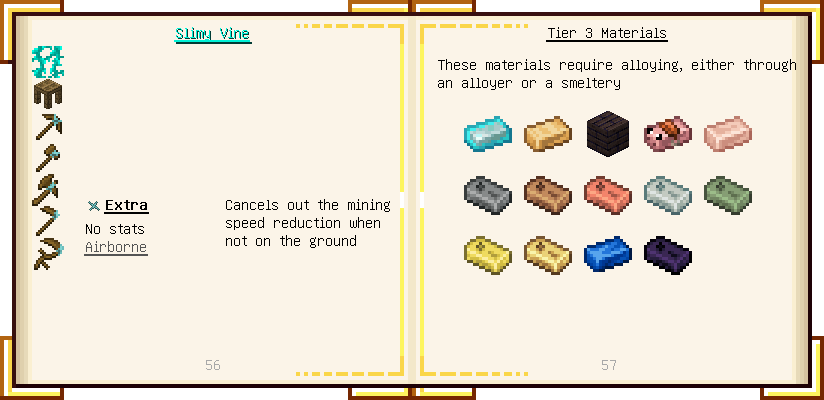 Slimy Vine
Extra
No stats
Airborne
Cancels out the mining
speed reduction when
not on the ground
56
Tier 3 Materials
These materials require alloying, either through
an alloyer or a smeltery
57